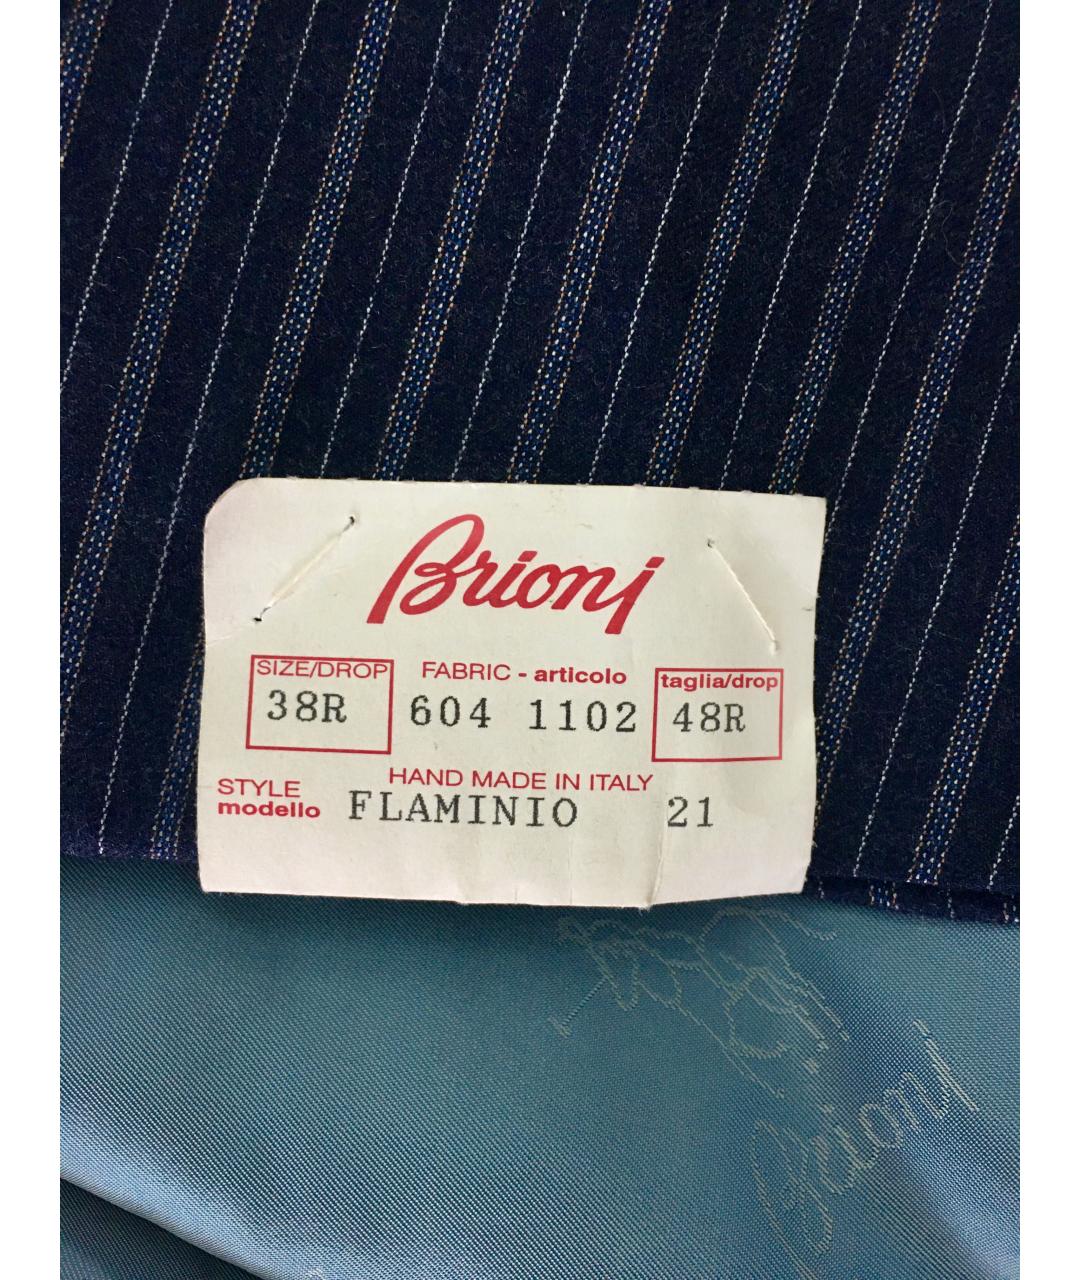 Brioni
SIZE/DROP FABRIC - articolo taglia/drop
38R 604 1102 48R
HAND MADE IN ITALY
STYLE
modello FLAMINIO 21
Brioni